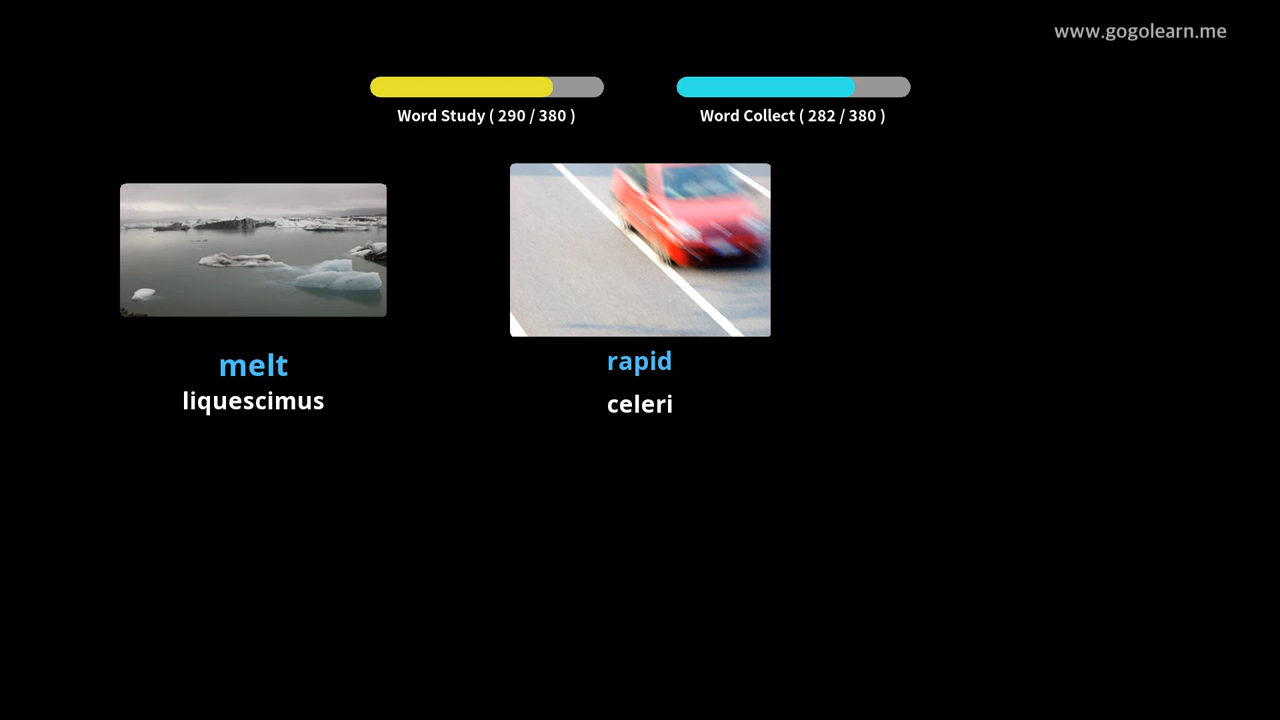 www.gogolearn.me
Word Study ( 290 / 380 )
Word Collect ( 282 / 380 )
melt
liquescimus
rapid
celeri